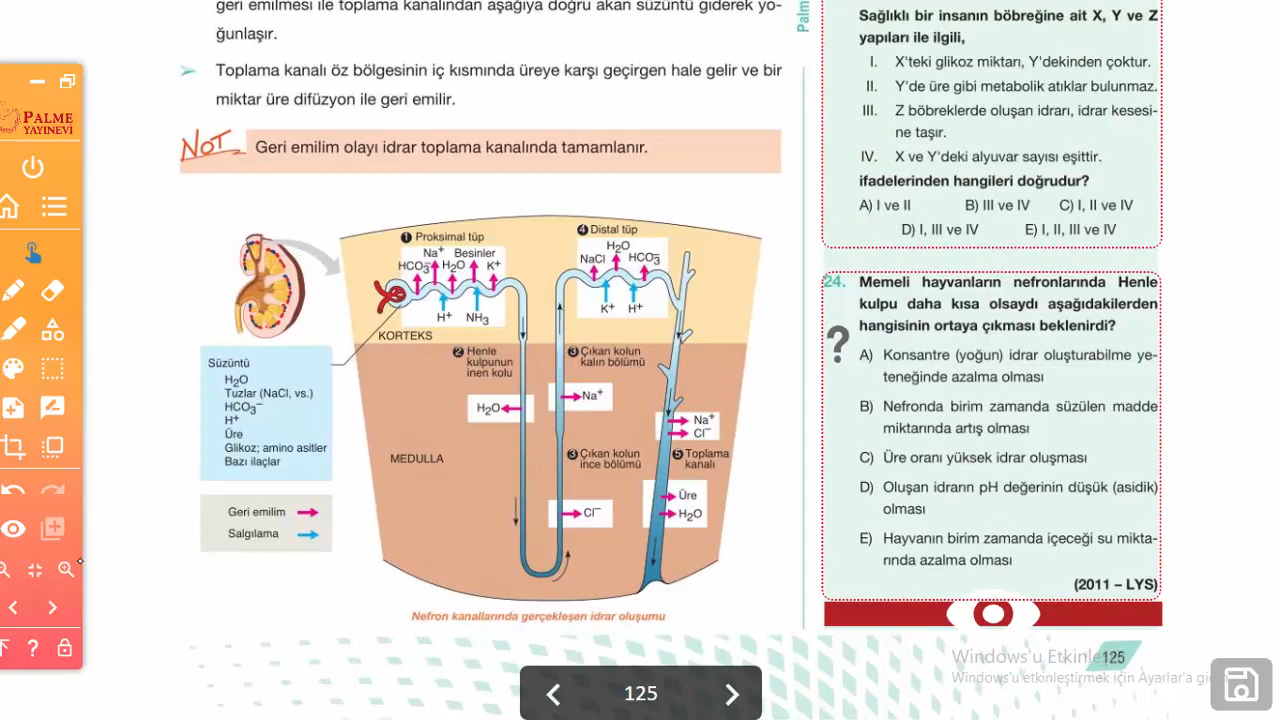 geri emilmesi ile toplama kanalından aşağıya doğru akan süzüntü giderek yo-
ğunlaşır.
Toplama kanalı öz bölgesinin iç kısmında üreye karşı geçirgen hale gelir ve bir
miktar üre difüzyon ile geri emilir.
NOT
Geri emilim olayı idrar toplama kanalında tamamlanır.
1 Proksimal tüp
Na+ Besinler
HCO3− H2O K+
H+ NH3
4 Distal tüp
H2O
NaCl HCO3−
K+ H+
KORTEKS
Süzüntü
H2O
Tuzlar (NaCl, vs.)
HCO3−
H+
Üre
Glikoz; amino asitler
Bazı ilaçlar
2 Henle
kulpunun
inen kolu
3 Çıkan kolun
kalın bölümü
H2O
Na+
Na+
Cl−
MEDULLA
3 Çıkan kolun
ince bölümü
5 Toplama
kanalı
Cl−
Üre
H2O
Geri emilim
Salgılama
Nefron kanallarında gerçekleşen idrar oluşumu
Palm
Sağlıklı bir insanın böbreğine ait X, Y ve Z
yapıları ile ilgili,
I. X'teki glikoz miktarı, Y'dekinden çoktur.
II. Y'de üre gibi metabolik atıklar bulunmaz.
III. Z böbreklerde oluşan idrarı, idrar kesesi-
ne taşır.
IV. X ve Y'deki alyuvar sayısı eşittir.
ifadelerinden hangileri doğrudur?
A) I ve II B) III ve IV C) I, II ve IV
D) I, III ve IV E) I, II, III ve IV
24. Memeli hayvanların nefronlarında Henle
kulpu daha kısa olsaydı aşağıdakilerden
hangisinin ortaya çıkması beklenirdi?
?
A) Konsantre (yoğun) idrar oluşturabilme ye-
teneğinde azalma olması
B) Nefronda birim zamanda süzülen madde
miktarında artış olması
C) Üre oranı yüksek idrar oluşması
D) Oluşan idrarın pH değerinin düşük (asidik)
olması
E) Hayvanın birim zamanda içeceği su mikta-
rında azalma olması
(2011 – LYS)
125
Windows'u Etkinle
Windows'u etkinleştirmek için Ayarlar'a
PALME
YAYINEVİ
125